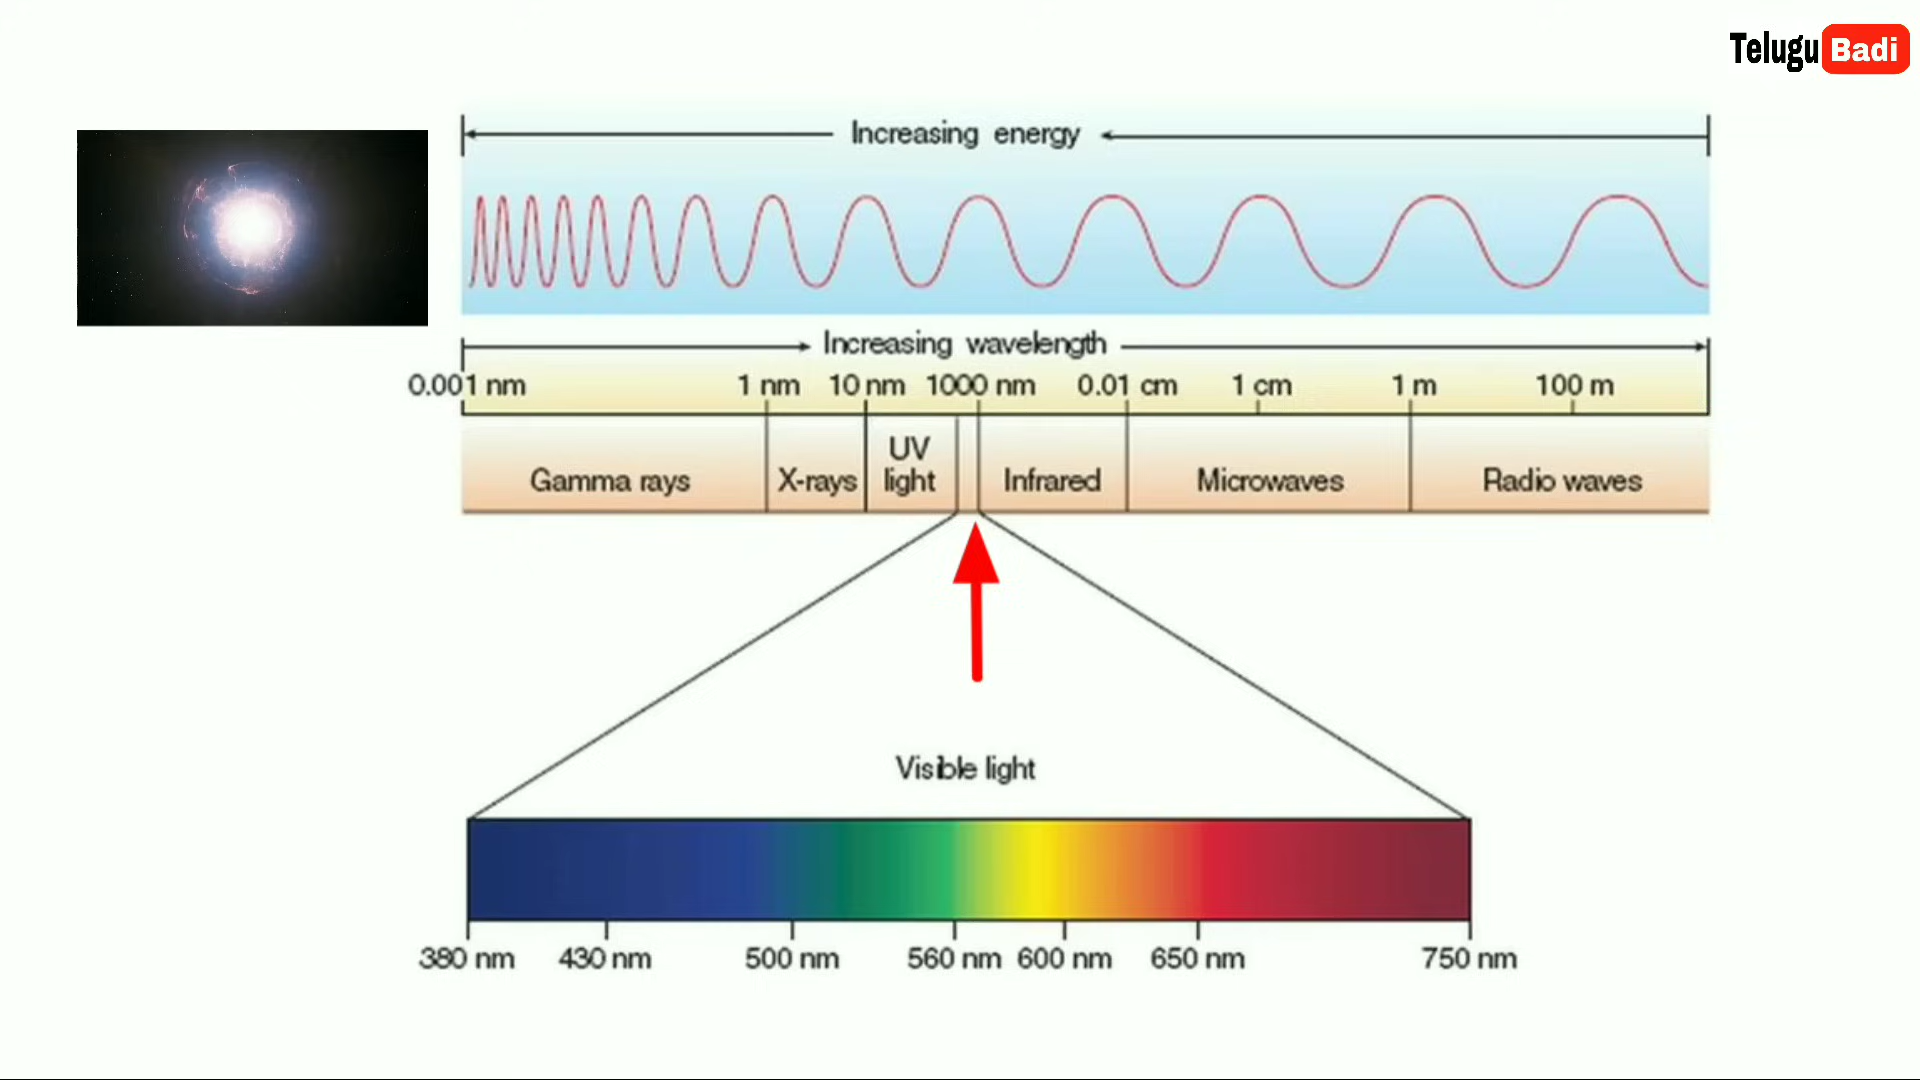 Telugu Badi
Increasing energy
Increasing wavelength
0.001 nm 1 nm 10 nm 1000 nm 0.01 cm 1 cm 1 m 100 m
Gamma rays X-rays UV light Infrared Microwaves Radio waves
Visible light
380 nm 430 nm 500 nm 560 nm 600 nm 650 nm 750 nm